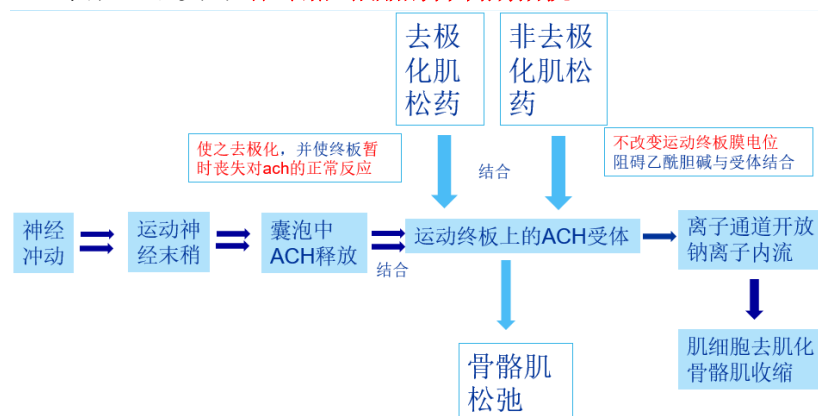 去极
化肌
松药
非去极
化肌松
药
使之去极化，并使终板暂
时丧失对ach的正常反应
结合
不改变运动终板膜电位
阻碍乙酰胆碱与受体结合
神经
冲动
运动神
经末稍
囊泡中
ACH释放
结合
运动终板上的ACH受体
离子通道开放
钠离子内流
骨骼肌
松弛
肌细胞去肌化
骨骼肌收缩